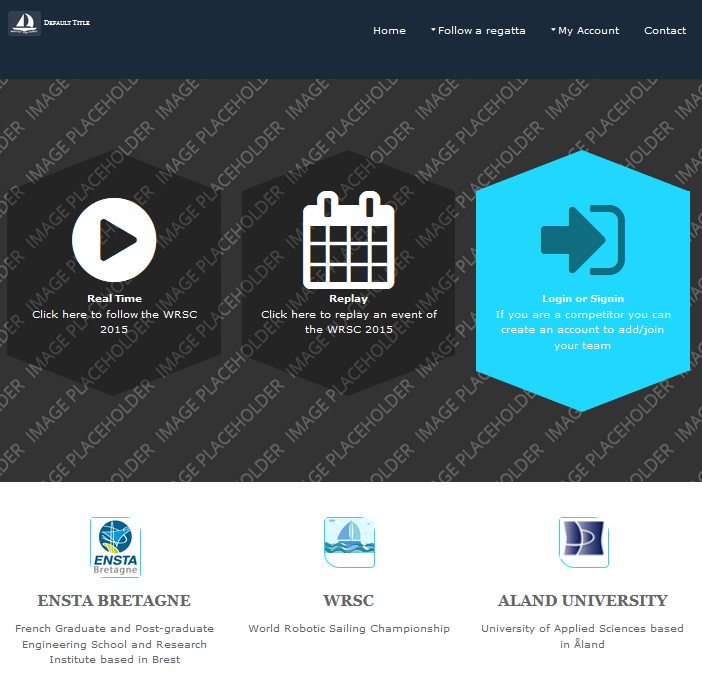 Default Title
Home
Follow a regatta
My Account
Contact
IMAGE PLACEHOLDER
Real Time
Click here to follow the WRSC
2015
Replay
Click here to replay an event of
the WRSC 2015
Login or Signin
If you are a competitor you can
create an account to add/join
your team
ENSTA
Bretagne
ENSTA BRETAGNE
French Graduate and Post-graduate
Engineering School and Research
Institute based in Brest
WRSC
World Robotic Sailing Championship
ALAND UNIVERSITY
University of Applied Sciences based
in Åland